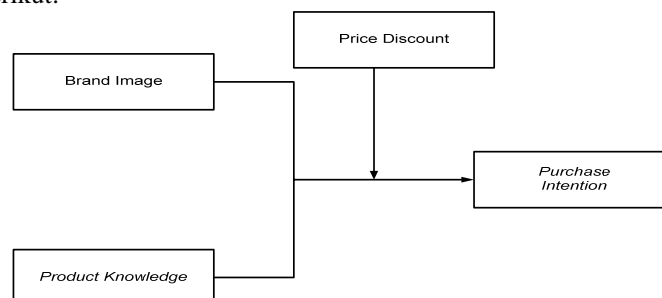 Price Discount
Brand Image
Purchase
Intention
Product Knowledge